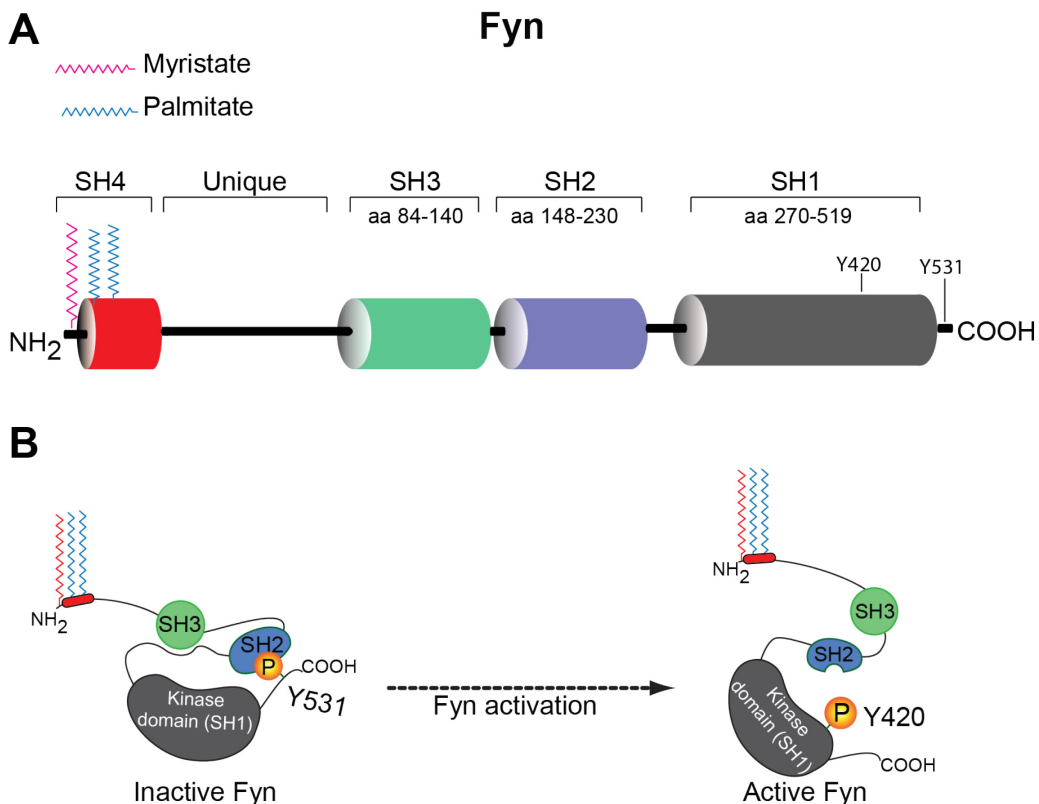 A
Fyn
Myristate
Palmitate
SH4
Unique
SH3
SH2
SH1
aa 84-140
aa 148-230
aa 270-519
Y420
Y531
NH2
COOH
B
NH2
SH3
SH2
P
COOH
Y531
Kinase
domain (SH1)
Inactive Fyn
Fyn activation
NH2
SH3
SH2
Kinase
domain (SH1)
P
Y420
COOH
Active Fyn